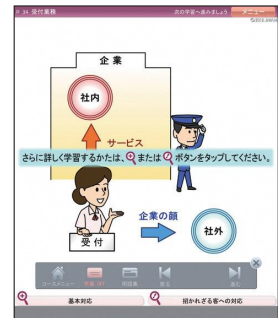 34 受付業務
次の学習へ進みましょう
メニュー
企業
社内
サービス
さらに詳しく学習するかたは、または ボタンをタップしてください。
企業の顔
社外
受付
コースメニュー
用語集
戻る
進む
基本対応
招かれざる客への対応